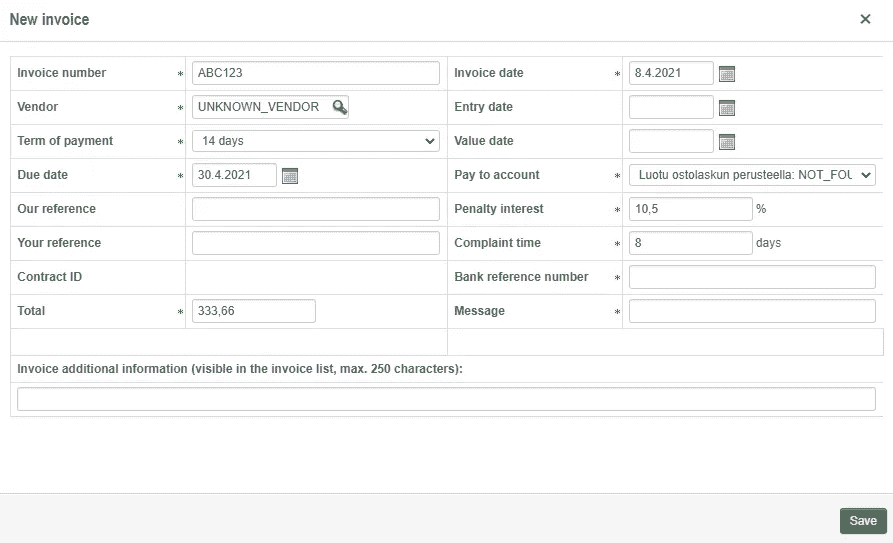 New invoice ×
Invoice number * ABC123 Invoice date * 8.4.2021
Vendor * UNKNOWN_VENDOR Entry date
Term of payment * 14 days Value date
Due date * 30.4.2021 Pay to account * Luotu ostolaskun perusteella: NOT_FOU
Our reference Penalty interest * 10,5 %
Your reference Complaint time * 8 days
Contract ID Bank reference number *
Total * 333,66 Message *
Invoice additional information (visible in the invoice list, max. 250 characters):
Save